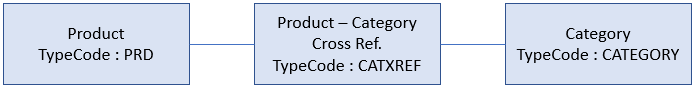 Product
TypeCode : PRD
Product – Category
Cross Ref.
TypeCode : CATXREF
Category
TypeCode : CATEGORY